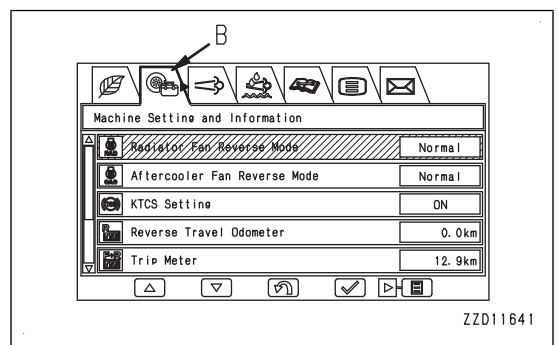 B
Machine Setting and Information
RAD Radiator Fan Reverse Mode Normal
Aftercooler Fan Reverse Mode Normal
KTCS Setting ON
Reverse Travel Odometer 0.0km
Trip Meter 12.9km
ZZD11641